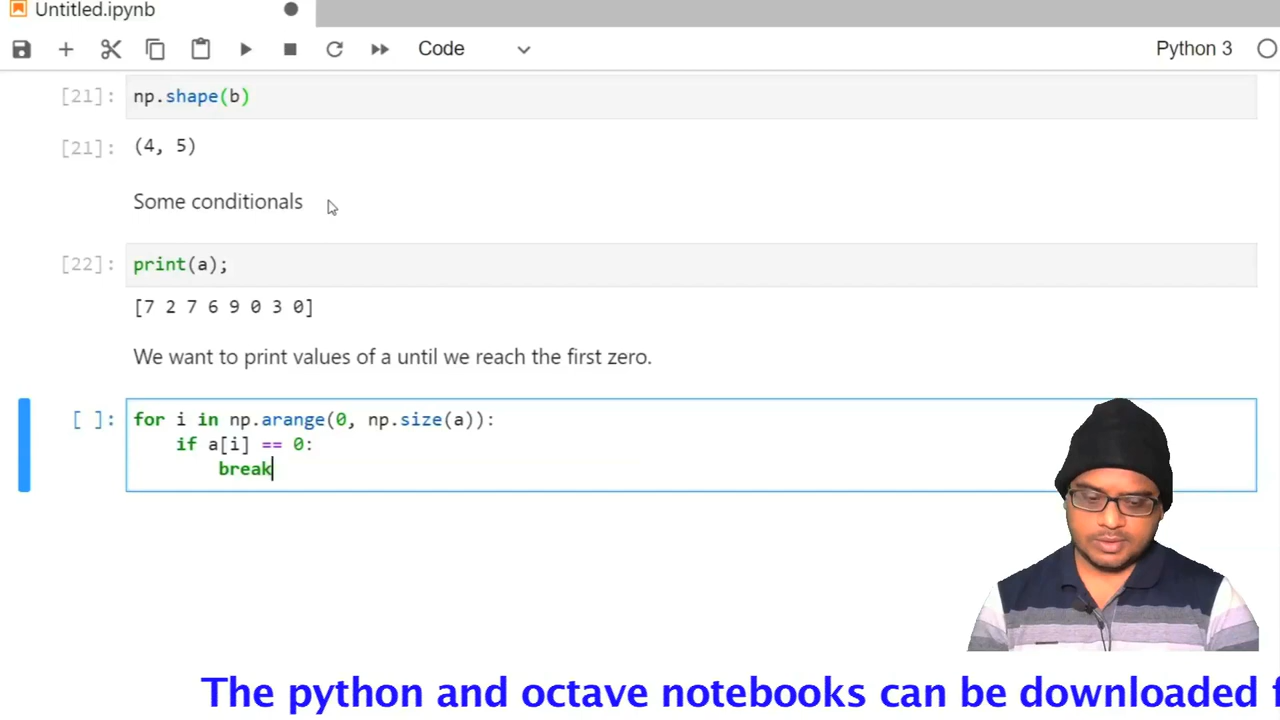 Untitled.ipynb
Code
Python 3
[21]: np.shape(b)
[21]: (4, 5)
Some conditionals
[22]: print(a);
[7 2 7 6 9 0 3 0]
We want to print values of a until we reach the first zero.
[ ]: for i in np.arange(0, np.size(a)):
if a[i] == 0:
break
The python and octave notebooks can be downloaded